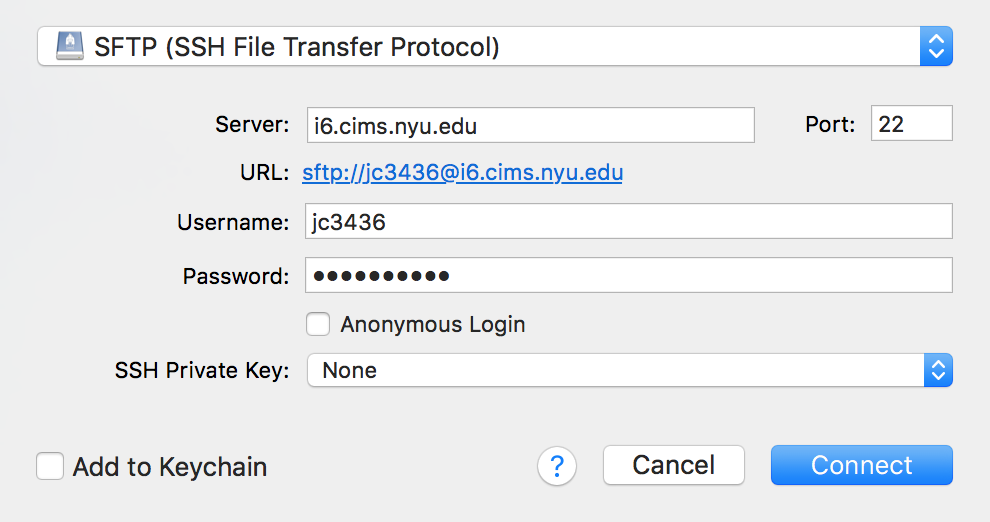 SFTP (SSH File Transfer Protocol)
Server: i6.cims.nyu.edu Port: 22
URL: sftp://jc3436@i6.cims.nyu.edu
Username: jc3436
Password: ••••••••••
Anonymous Login
SSH Private Key: None
Add to Keychain ? Cancel Connect